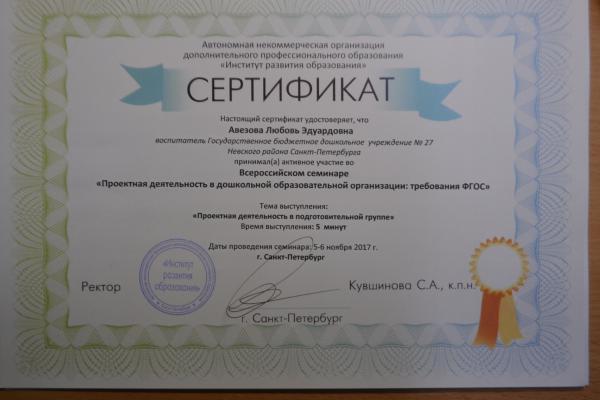 Автономная некоммерческая организация
дополнительного профессионального образования
«Институт развития образования»
СЕРТИФИКАТ
Настоящий сертификат удостоверяет, что
Авезова Любовь Эдуардовна
воспитатель Государственное бюджетное дошкольное учреждение № 27
Невского района Санкт-Петербурга
принимал(а) активное участие во
Всероссийском семинаре
«Проектная деятельность в дошкольной образовательной организации: требования ФГОС»
Тема выступления:
«Проектная деятельность в подготовительной группе»
Время выступления: 5 минут
Даты проведения семинара: 5-6 ноября 2017 г.
г. Санкт-Петербург
«Институт
развития
образования»
Ректор
Кувшинова С.А., к.п.н.
г. Санкт-Петербург